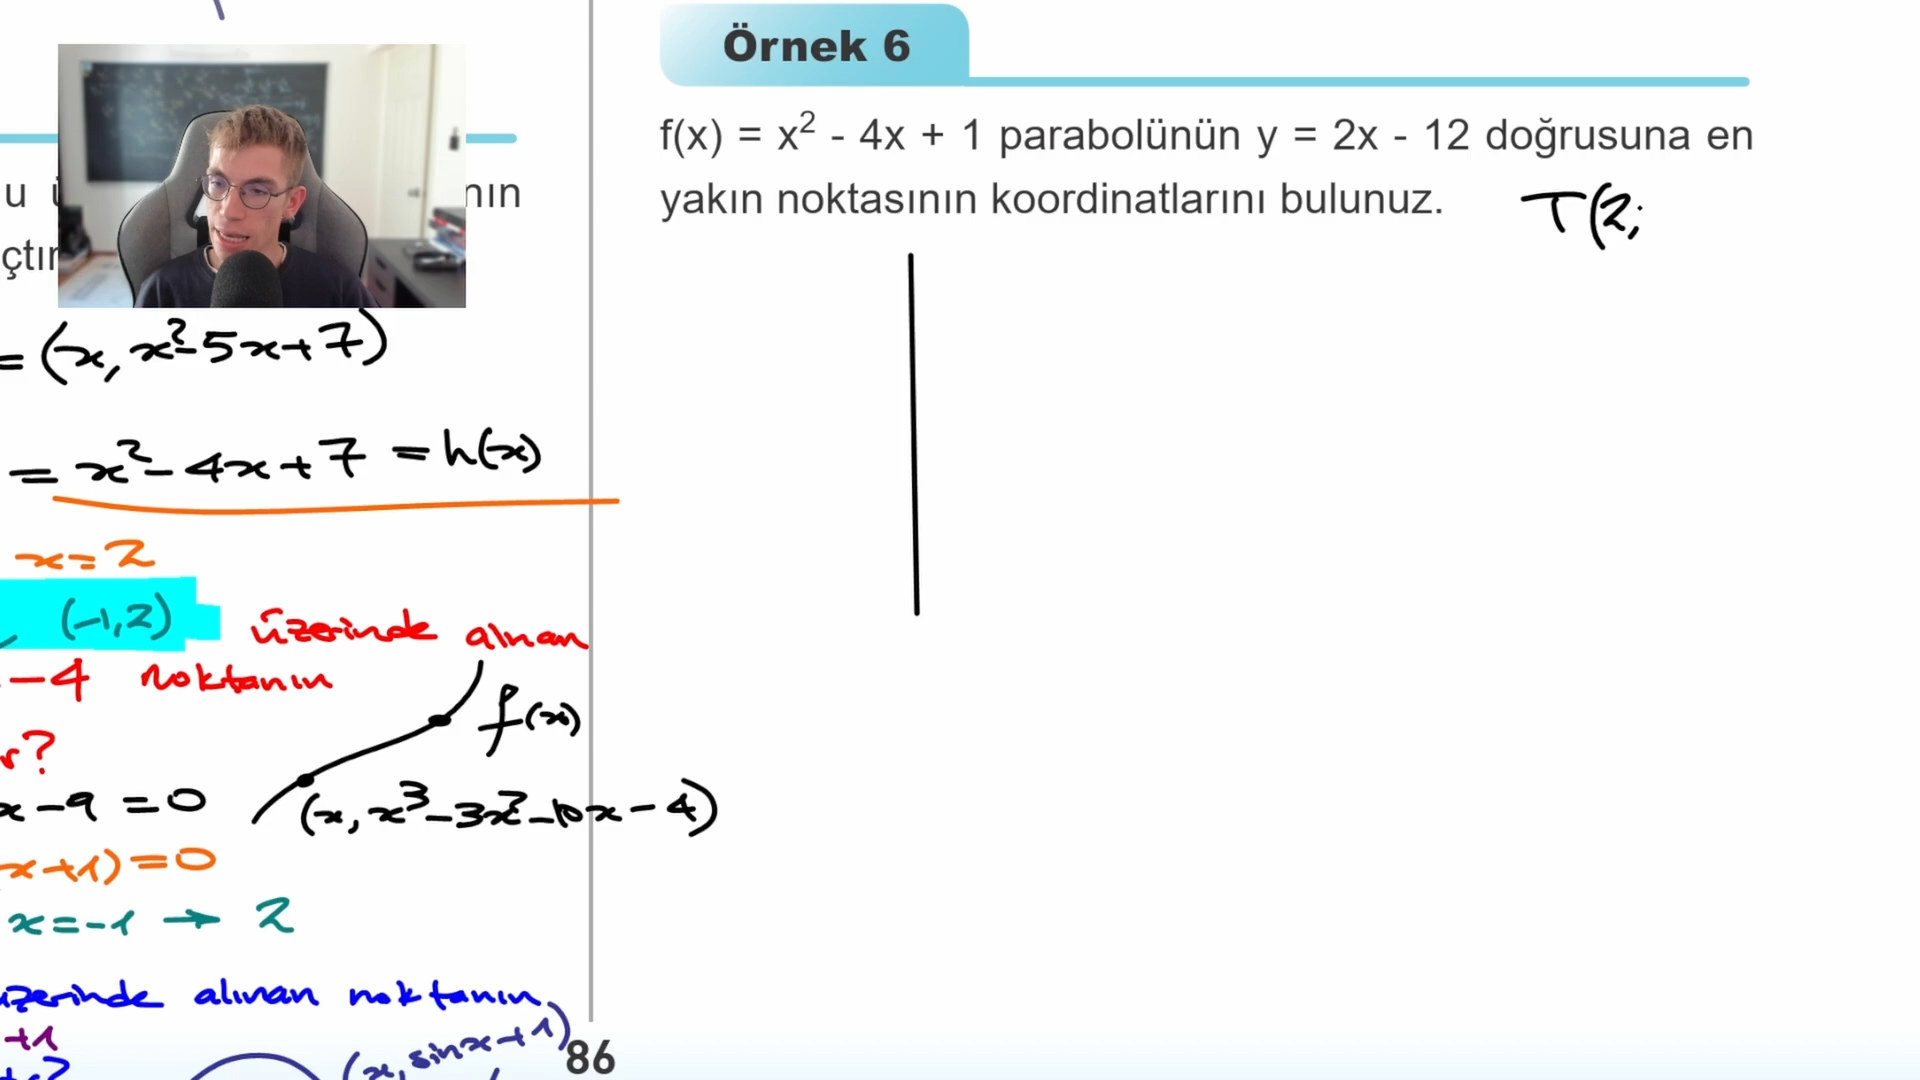 Örnek 6
f(x) = x² - 4x + 1 parabolünün y = 2x - 12 doğrusuna en
yakın noktasının koordinatlarını bulunuz.
T(2,
u
nın
çtır
= (x, x²-5x+7)
= x²-4x+7 = h(x)
x=2
(-1,2) üzerinde alınan
-4 noktanın
r?
f(x)
x-9 =0
(x, x³-3x²-10x-4)
x+1)=0
x=-1 → 2
üzerinde alınan noktanın
+1
(x, sinx+1)
?
86